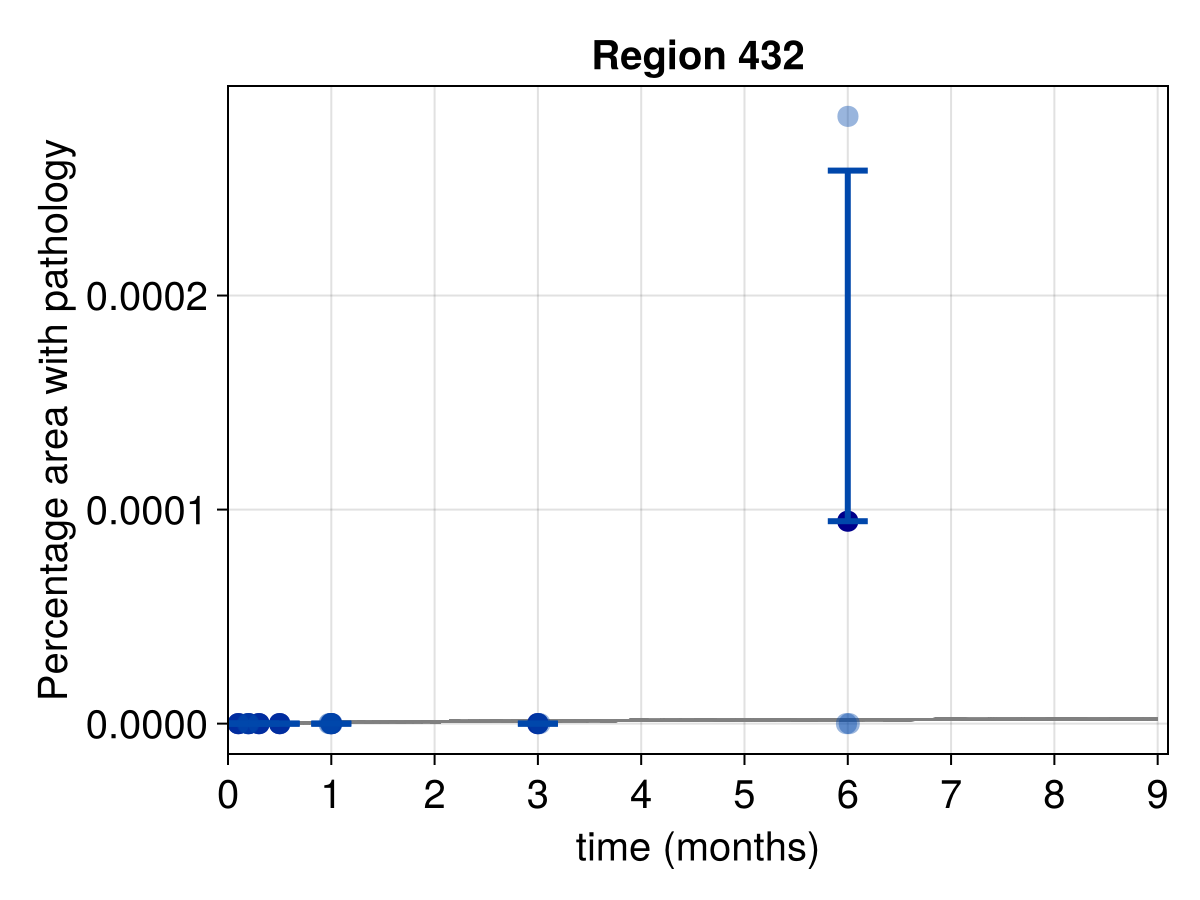 Region 432
Percentage area with pathology
0.0002
0.0001
0.0000
0 1 2 3 4 5 6 7 8 9
time (months)